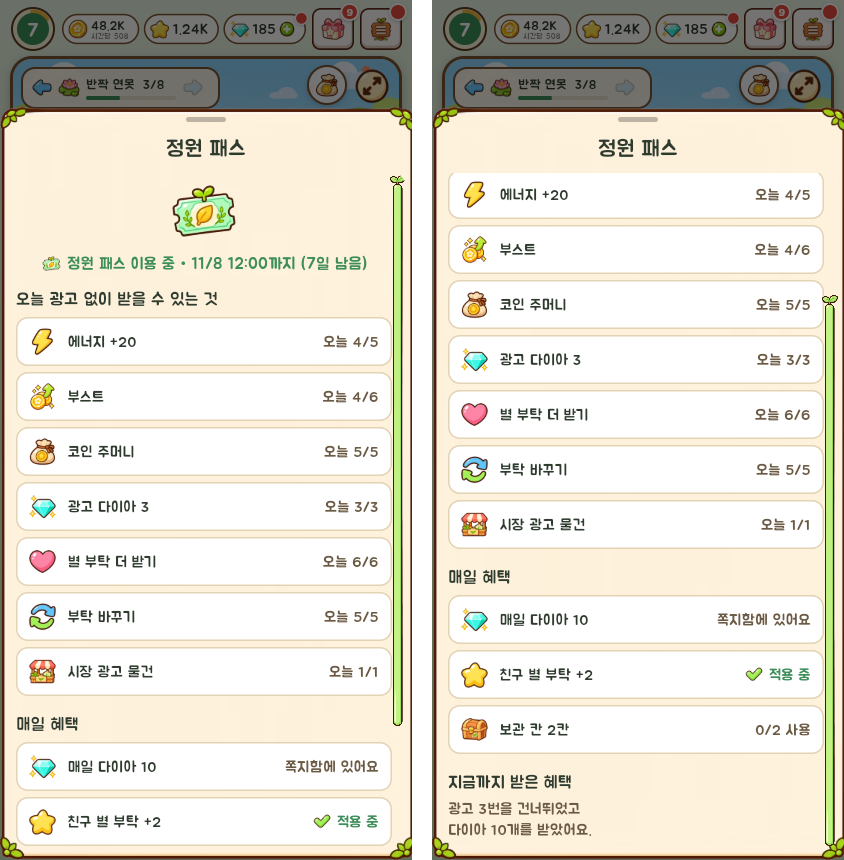 7
48.2K
시간당 508
1.24K
185
9
반짝 연못 3/8
정원 패스
정원 패스 이용 중 • 11/8 12:00까지 (7일 남음)
오늘 광고 없이 받을 수 있는 것
에너지 +20 오늘 4/5
부스트 오늘 4/6
코인 주머니 오늘 5/5
광고 다이아 3 오늘 3/3
별 부탁 더 받기 오늘 6/6
부탁 바꾸기 오늘 5/5
시장 광고 물건 오늘 1/1
매일 혜택
매일 다이아 10 쪽지함에 있어요
친구 별 부탁 +2 적용 중
7
48.2K
시간당 508
1.24K
185
9
반짝 연못 3/8
정원 패스
에너지 +20 오늘 4/5
부스트 오늘 4/6
코인 주머니 오늘 5/5
광고 다이아 3 오늘 3/3
별 부탁 더 받기 오늘 6/6
부탁 바꾸기 오늘 5/5
시장 광고 물건 오늘 1/1
매일 혜택
매일 다이아 10 쪽지함에 있어요
친구 별 부탁 +2 적용 중
보관 칸 2칸 0/2 사용
지금까지 받은 혜택
광고 3번을 건너뛰었고
다이아 10개를 받았어요.